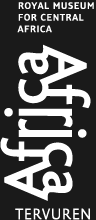 ROYAL MUSEUM
FOR CENTRAL
AFRICA
Africa
Africa
TERVUREN